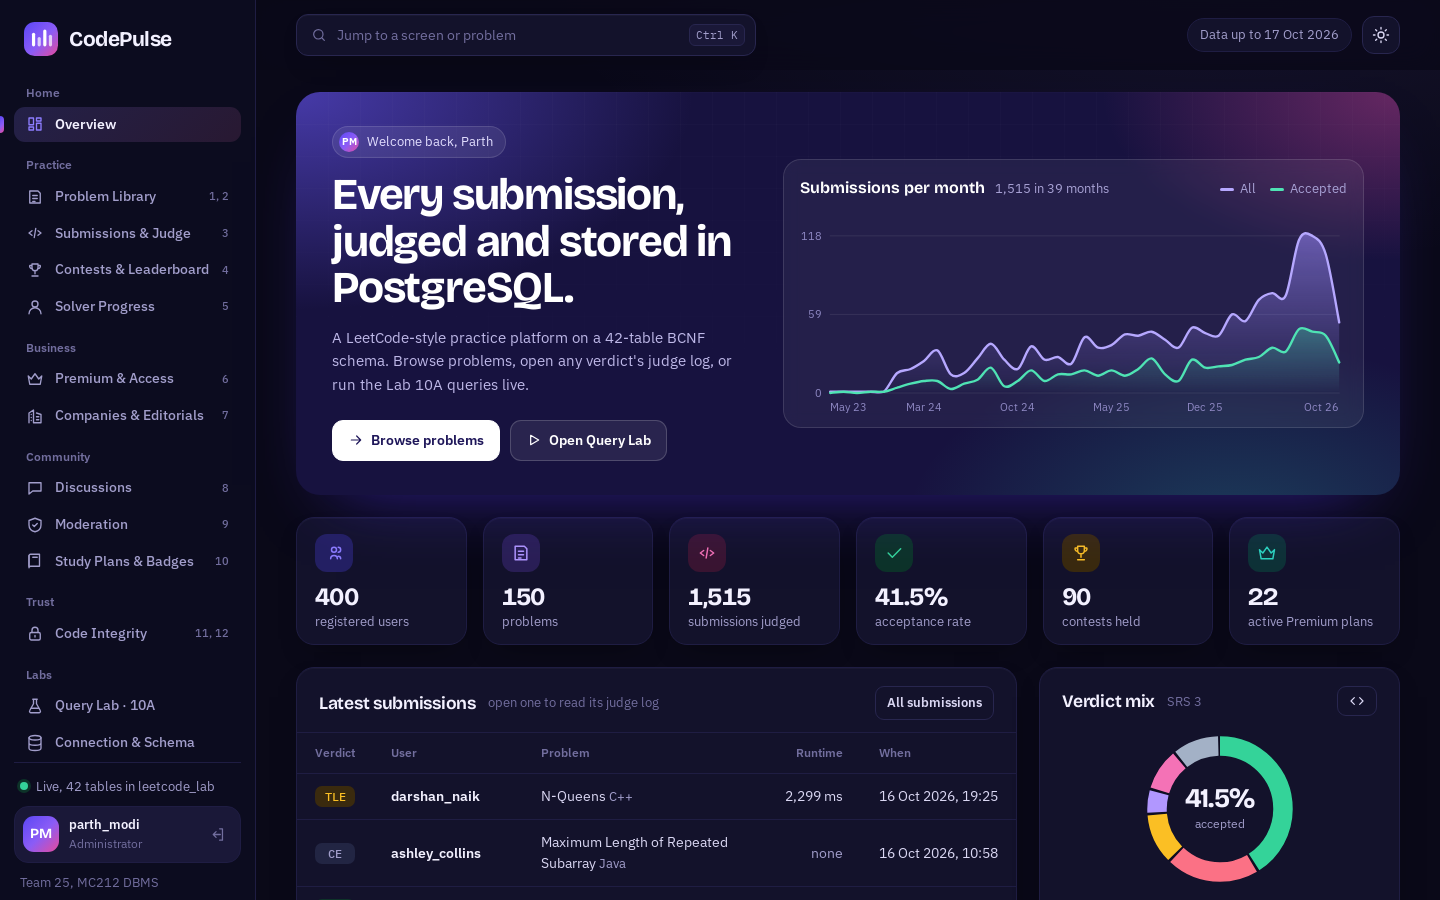 CodePulse
Home
Overview
Practice
Problem Library 1, 2
Submissions & Judge 3
Contests & Leaderboard 4
Solver Progress 5
Business
Premium & Access 6
Companies & Editorials 7
Community
Discussions 8
Moderation 9
Study Plans & Badges 10
Trust
Code Integrity 11, 12
Labs
Query Lab · 10A
Connection & Schema
Live, 42 tables in leetcode_lab
PM parth_modi
Administrator
Team 25, MC212 DBMS
Jump to a screen or problem Ctrl K
Data up to 17 Oct 2026
PM Welcome back, Parth
Every submission,
judged and stored in
PostgreSQL.
A LeetCode-style practice platform on a 42-table BCNF
schema. Browse problems, open any verdict's judge log, or
run the Lab 10A queries live.
Browse problems
Open Query Lab
Submissions per month 1,515 in 39 months All Accepted
118
59
0
May 23 Mar 24 Oct 24 May 25 Dec 25 Oct 26
400
registered users
150
problems
1,515
submissions judged
41.5%
acceptance rate
90
contests held
22
active Premium plans
Latest submissions open one to read its judge log All submissions
Verdict User Problem Runtime When
TLE darshan_naik N-Queens C++ 2,299 ms 16 Oct 2026, 19:25
CE ashley_collins Maximum Length of Repeated
Subarray Java none 16 Oct 2026, 10:58
Verdict mix SRS 3
41.5%
accepted